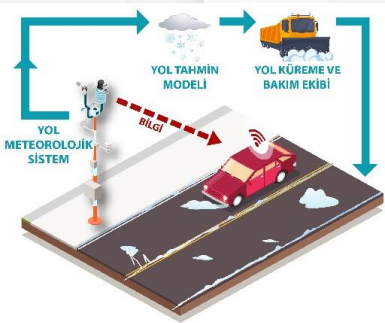 YOL TAHMİN
MODELİ
YOL KÜREME VE
BAKIM EKİBİ
YOL
METEOROLOJİK
SİSTEM
BİLGİ